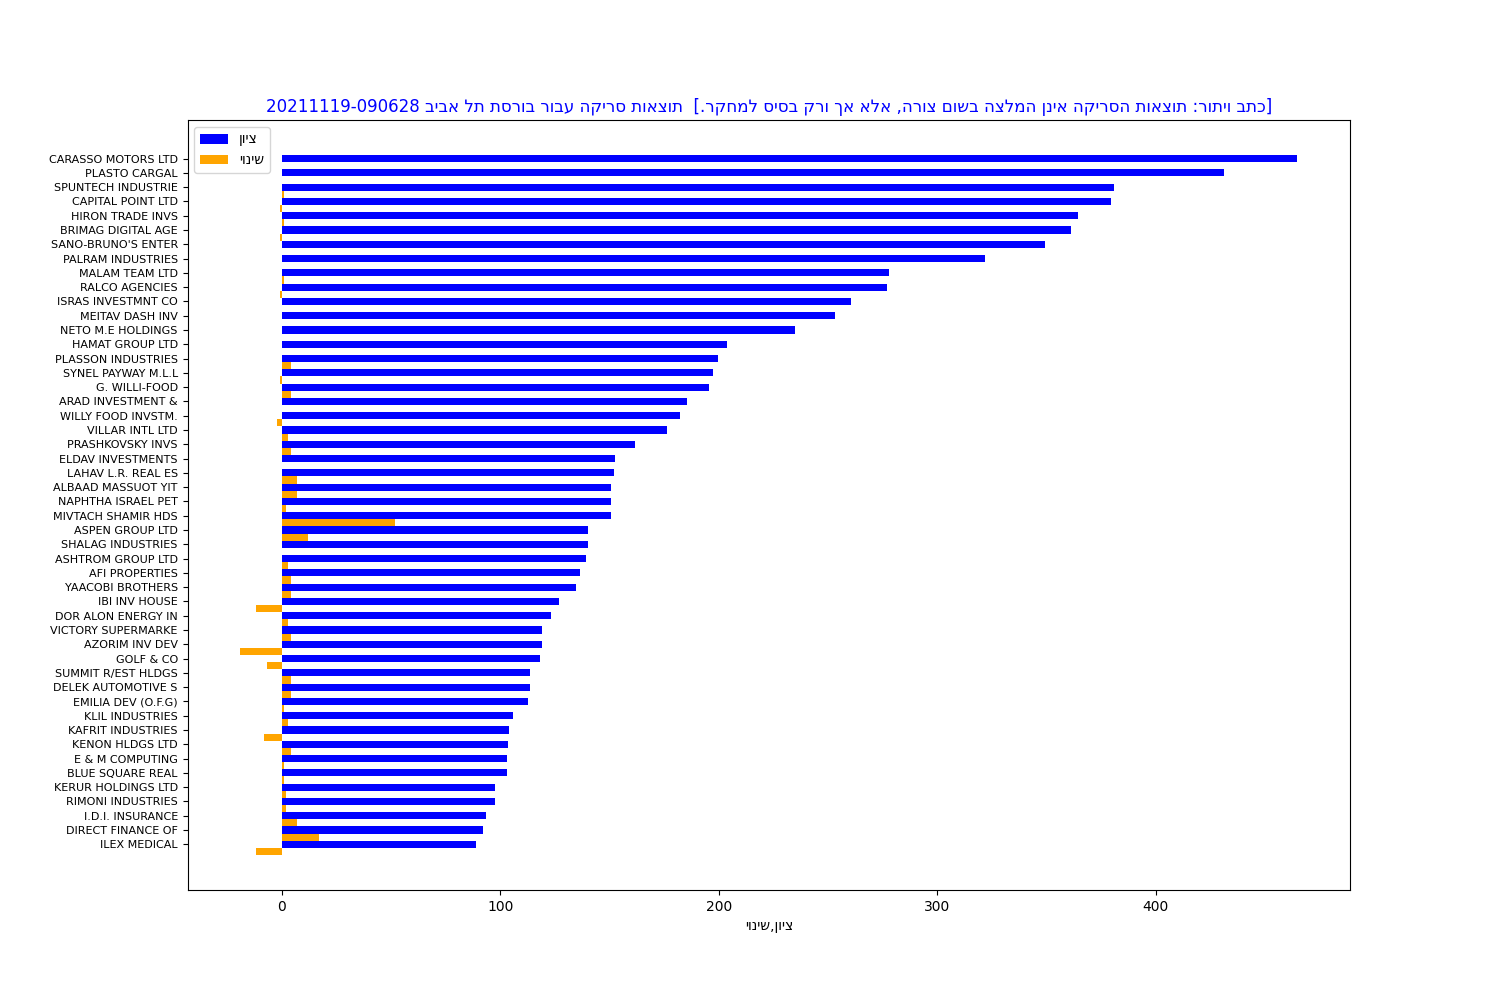 תוצאות סריקה עבור בורסת תל אביב 20211119-090628 [כתב ויתור: תוצאות הסריקה אינן המלצה בשום צורה, אלא אך ורק בסיס למחקר.]
ציון
שינוי
CARASSO MOTORS LTD
PLASTO CARGAL
SPUNTECH INDUSTRIE
CAPITAL POINT LTD
HIRON TRADE INVS
BRIMAG DIGITAL AGE
SANO-BRUNO'S ENTER
PALRAM INDUSTRIES
MALAM TEAM LTD
RALCO AGENCIES
ISRAS INVESTMNT CO
MEITAV DASH INV
NETO M.E HOLDINGS
HAMAT GROUP LTD
PLASSON INDUSTRIES
SYNEL PAYWAY M.L.L
G. WILLI-FOOD
ARAD INVESTMENT &
WILLY FOOD INVSTM.
VILLAR INTL LTD
PRASHKOVSKY INVS
ELDAV INVESTMENTS
LAHAV L.R. REAL ES
ALBAAD MASSUOT YIT
NAPHTHA ISRAEL PET
MIVTACH SHAMIR HDS
ASPEN GROUP LTD
SHALAG INDUSTRIES
ASHTROM GROUP LTD
AFI PROPERTIES
YAACOBI BROTHERS
IBI INV HOUSE
DOR ALON ENERGY IN
VICTORY SUPERMARKE
AZORIM INV DEV
GOLF & CO
SUMMIT R/EST HLDGS
DELEK AUTOMOTIVE S
EMILIA DEV (O.F.G)
KLIL INDUSTRIES
KAFRIT INDUSTRIES
KENON HLDGS LTD
E & M COMPUTING
BLUE SQUARE REAL
KERUR HOLDINGS LTD
RIMONI INDUSTRIES
I.D.I. INSURANCE
DIRECT FINANCE OF
ILEX MEDICAL
0 100 200 300 400
ציון,שינוי